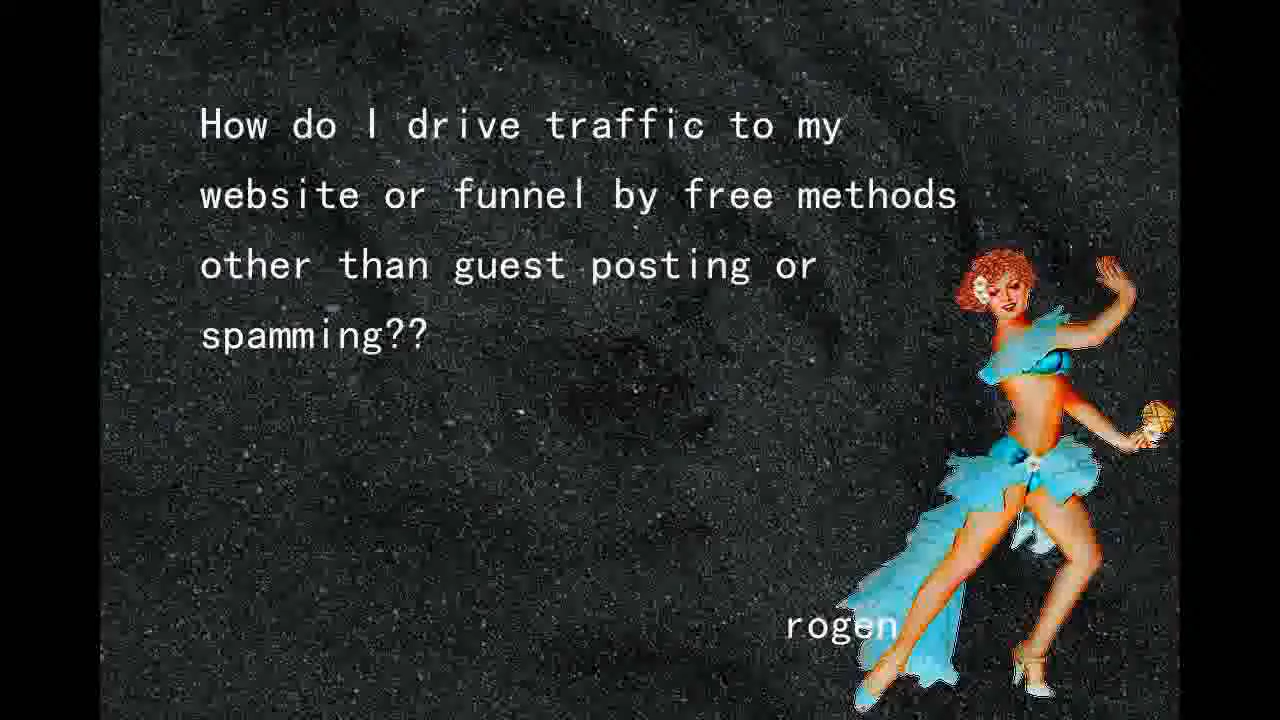 How do I drive traffic to my
website or funnel by free methods
other than guest posting or
spamming??
rogen